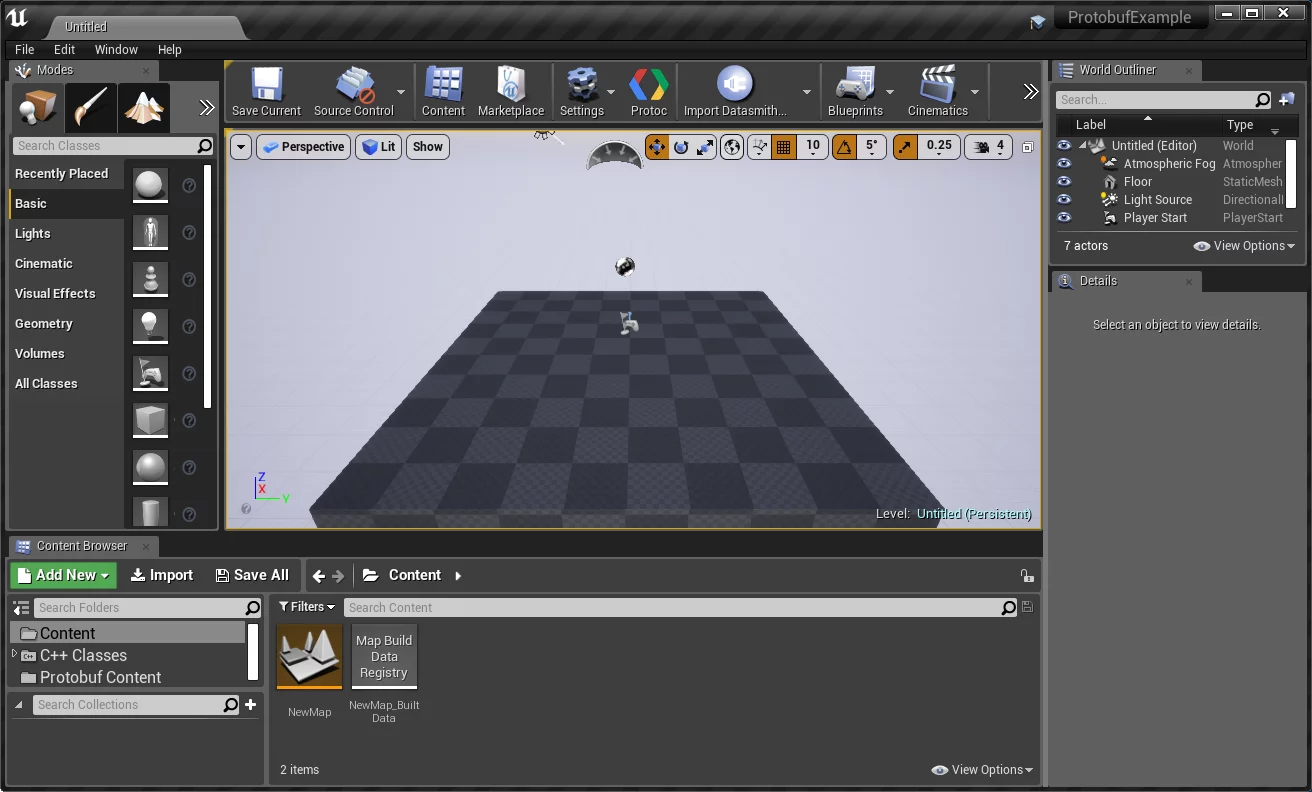 Untitled
ProtobufExample
File Edit Window Help
Modes
Search Classes
Recently Placed
Basic
Lights
Cinematic
Visual Effects
Geometry
Volumes
All Classes
Save Current
Source Control
Content
Marketplace
Settings
Protoc
Import Datasmith...
Blueprints
Cinematics
Perspective
Lit
Show
10
5°
0.25
4
Z
X
Y
Level: Untitled (Persistent)
World Outliner
Search...
Label Type
Untitled (Editor) World
Atmospheric Fog Atmospher
Floor StaticMesh
Light Source Directionall
Player Start PlayerStart
7 actors
View Options
Details
Select an object to view details.
Content Browser
Add New
Import
Save All
Content
Search Folders
Content
C++ Classes
Protobuf Content
Search Collections
Filters
Search Content
Map Build
Data
Registry
NewMap
NewMap_Built
Data
2 items
View Options